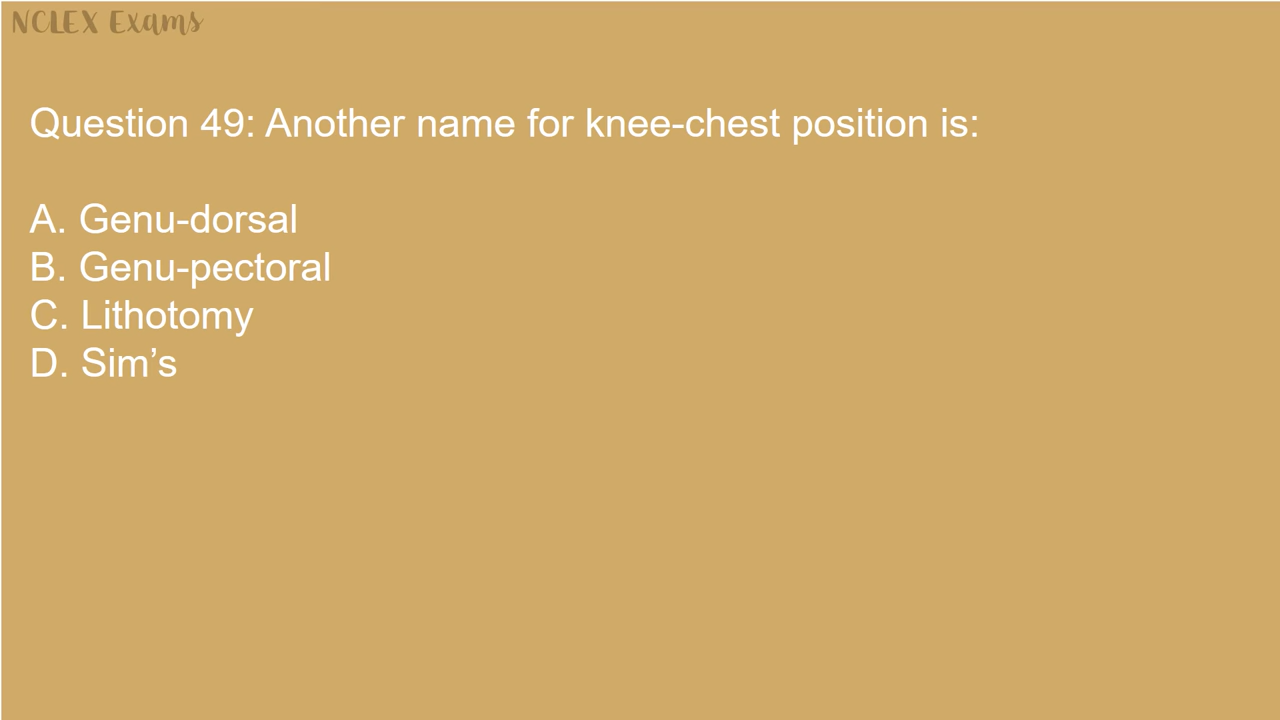 NCLEX Exams
Question 49: Another name for knee-chest position is:
A. Genu-dorsal
B. Genu-pectoral
C. Lithotomy
D. Sim’s